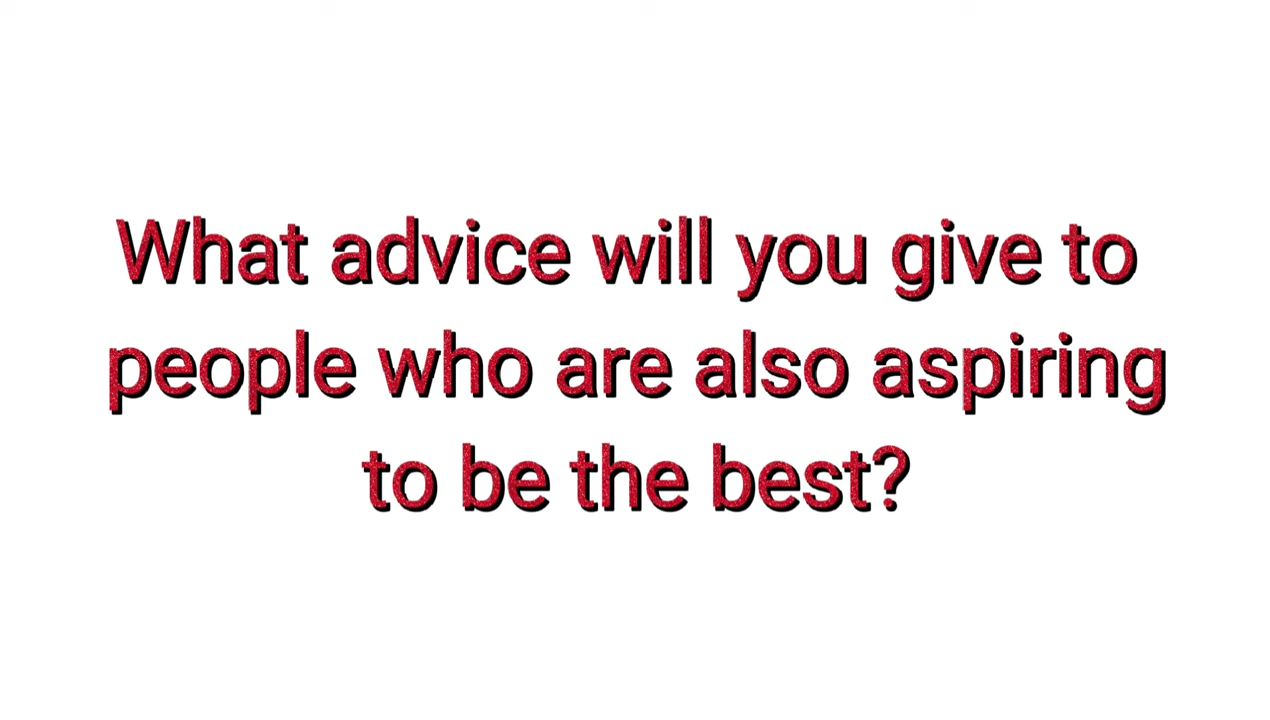 What advice will you give to
people who are also aspiring
to be the best?